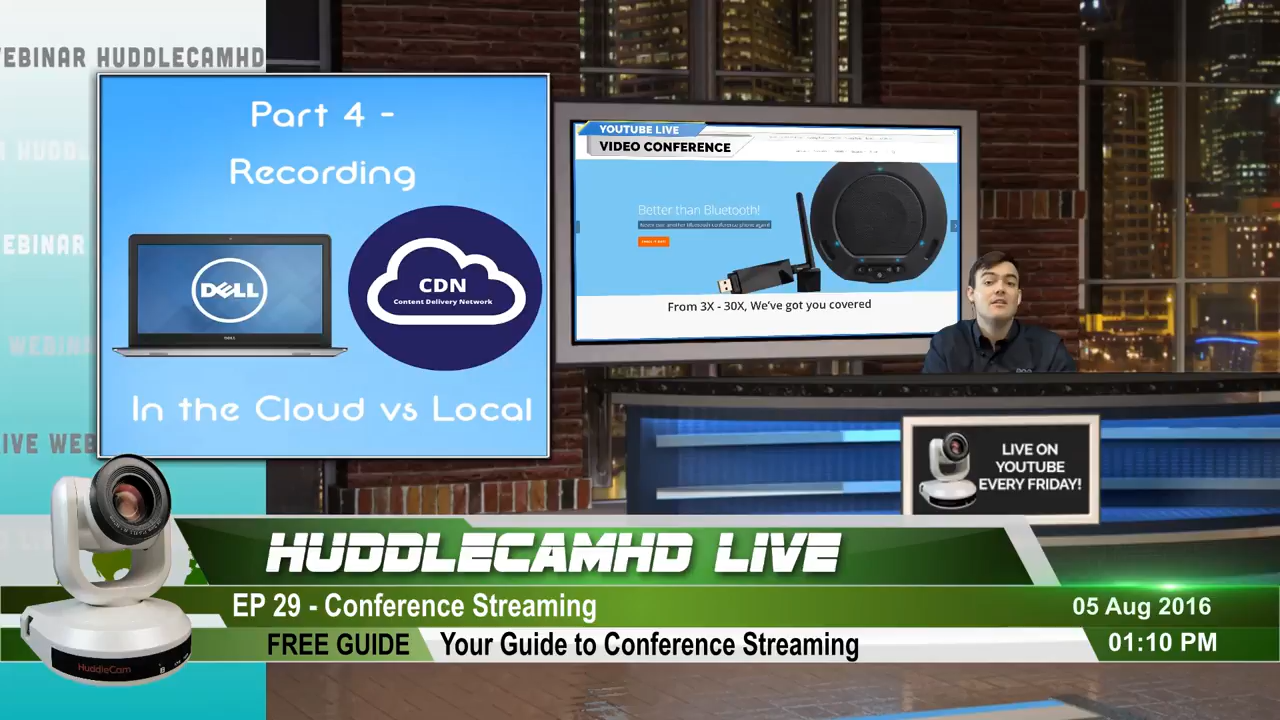 WEBINAR HUDDLECAMHD
Part 4 -
Recording
DELL
CDN
Content Delivery Network
In the Cloud vs Local
WEBINAR
WEBINAR
LIVE WEB
YOUTUBE LIVE
VIDEO CONFERENCE
Better than Bluetooth!
From 3X - 30X, We've got you covered
LIVE ON
YOUTUBE
EVERY FRIDAY!
HUDDLECAMHD LIVE
EP 29 - Conference Streaming
05 Aug 2016
FREE GUIDE
Your Guide to Conference Streaming
01:10 PM
HuddleCam